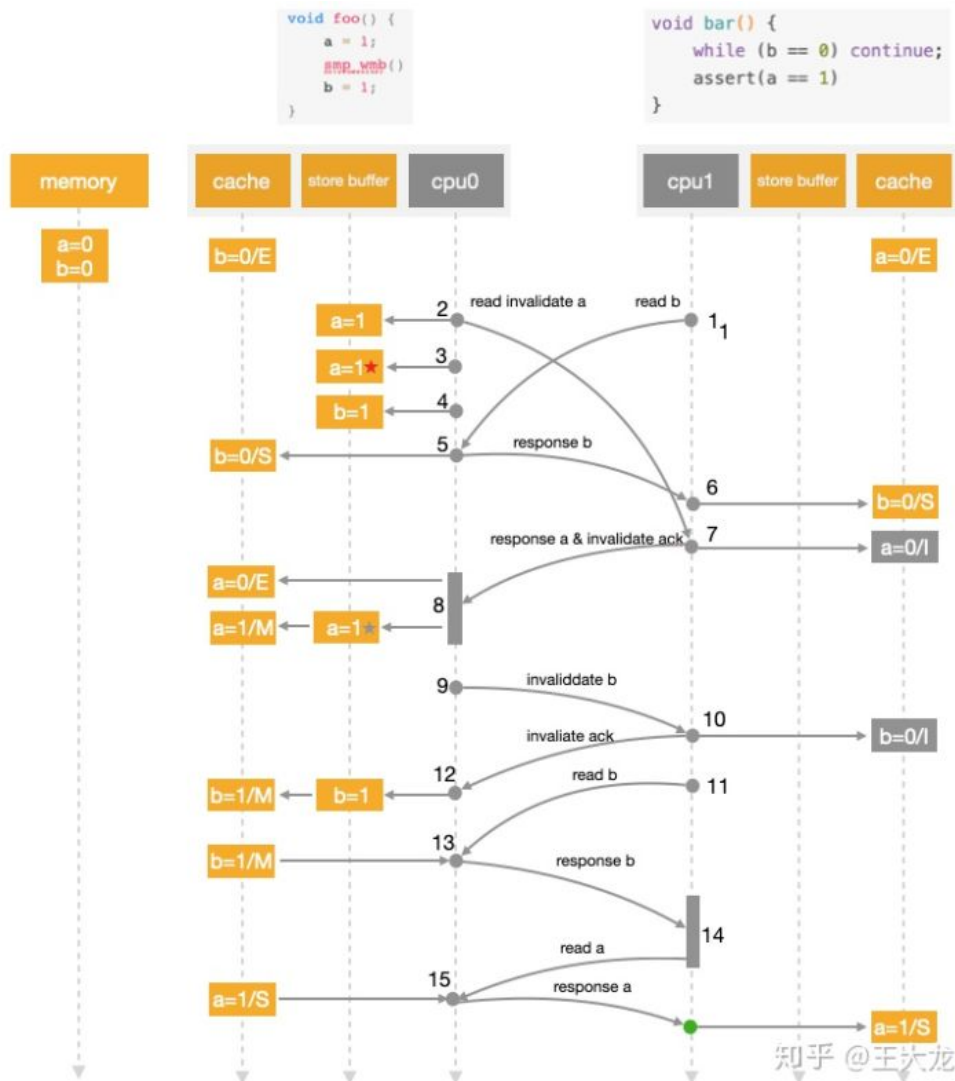 void foo() {
a = 1;
smp_wmb()
b = 1;
}
void bar() {
while (b == 0) continue;
assert(a == 1)
}
memory
cache
store buffer
cpu0
cpu1
store buffer
cache
a=0
b=0
b=0/E
a=0/E
read invalidate a
read b
a=1
2
1 1
a=1★
3
b=1
4
b=0/S
5
response b
6
b=0/S
response a & invalidate ack
7
a=0/I
a=0/E
8
a=1/M
a=1★
9
invaliddate b
10
b=0/I
invaliate ack
12
read b
11
b=1/M
b=1
13
b=1/M
response b
14
read a
15
response a
a=1/S
a=1/S
知乎 @王大龙